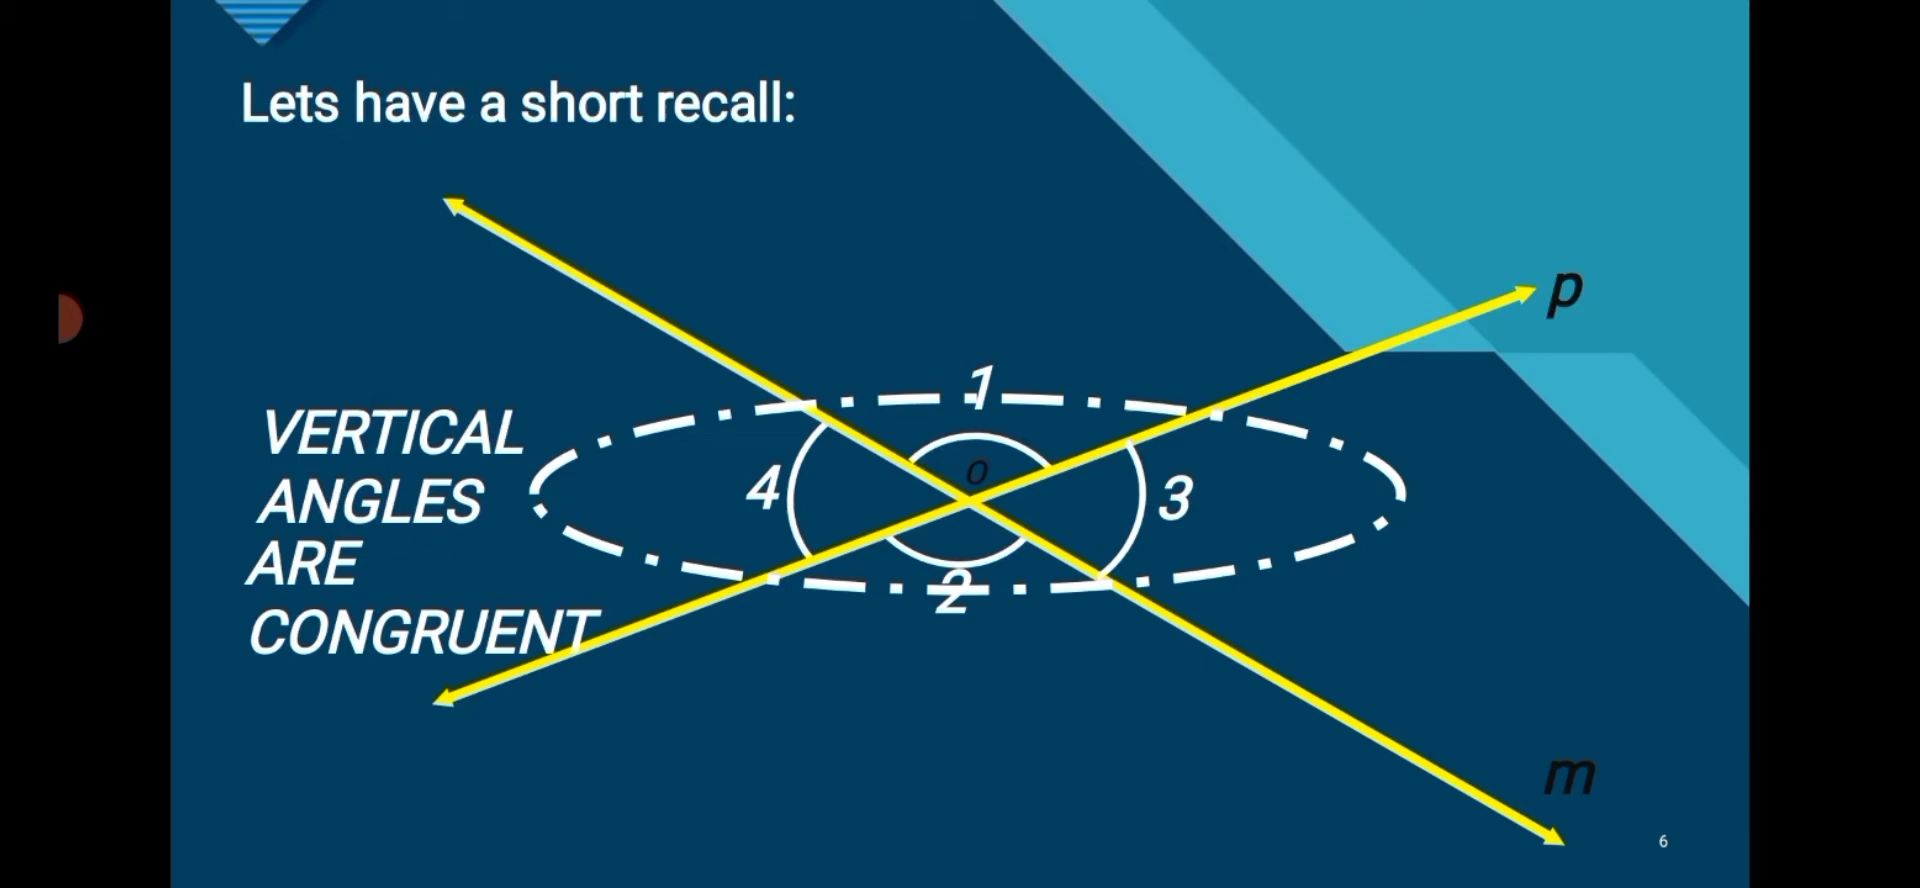 Lets have a short recall:
p
1
VERTICAL
ANGLES
ARE
CONGRUENT
4
o
3
2
m
6